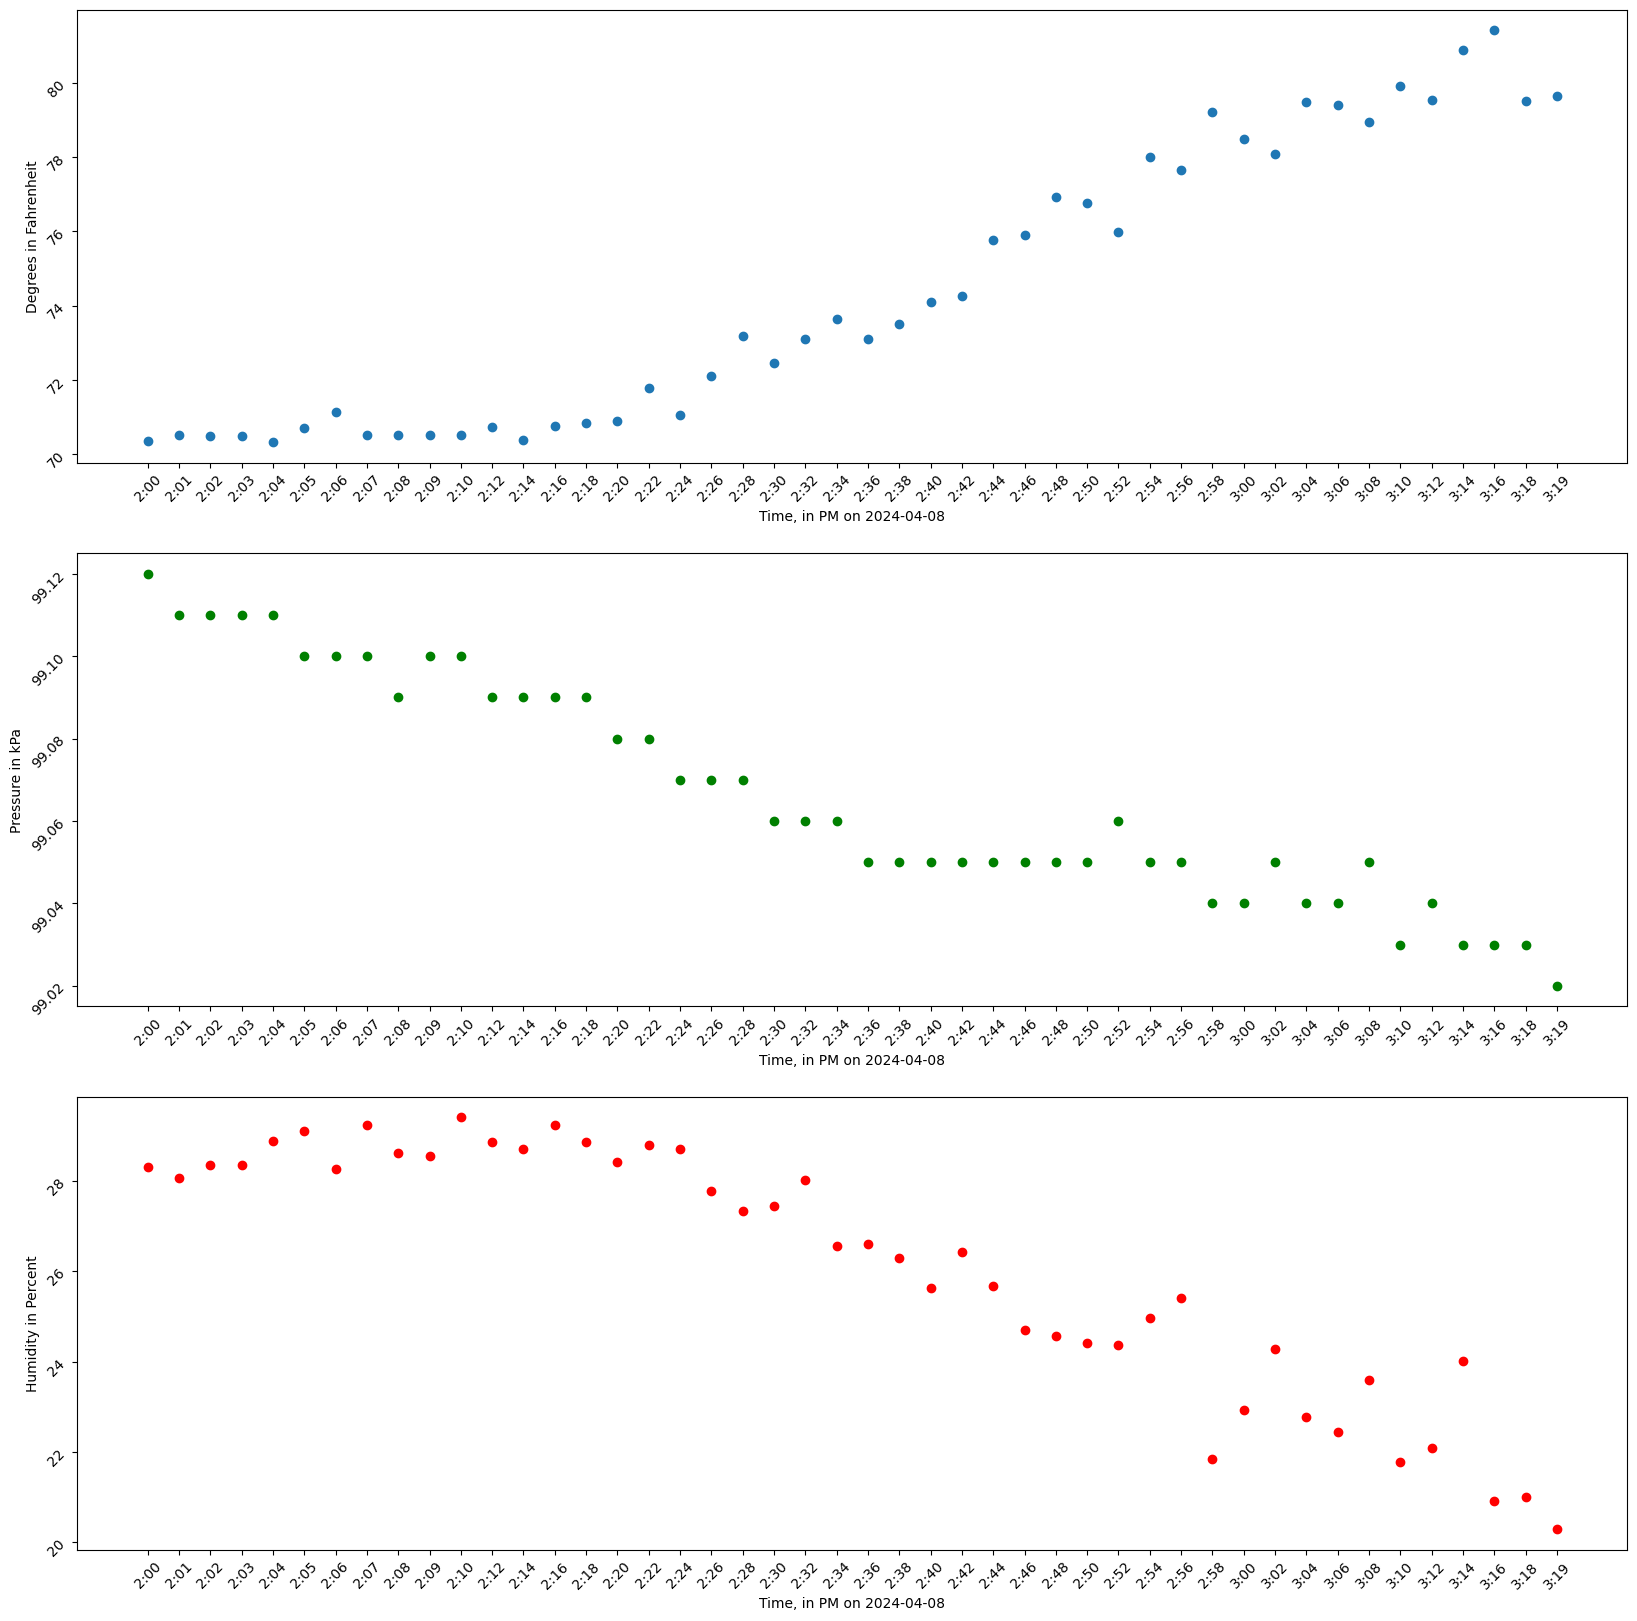 Degrees in Fahrenheit
80
78
76
74
72
70
2:00 2:01 2:02 2:03 2:04 2:05 2:06 2:07 2:08 2:09 2:10 2:12 2:14 2:16 2:18 2:20 2:22 2:24 2:26 2:28 2:30 2:32 2:34 2:36 2:38 2:40 2:42 2:44 2:46 2:48 2:50 2:52 2:54 2:56 2:58 3:00 3:02 3:04 3:06 3:08 3:10 3:12 3:14 3:16 3:18 3:19
Time, in PM on 2024-04-08
Pressure in kPa
99.12
99.10
99.08
99.06
99.04
99.02
2:00 2:01 2:02 2:03 2:04 2:05 2:06 2:07 2:08 2:09 2:10 2:12 2:14 2:16 2:18 2:20 2:22 2:24 2:26 2:28 2:30 2:32 2:34 2:36 2:38 2:40 2:42 2:44 2:46 2:48 2:50 2:52 2:54 2:56 2:58 3:00 3:02 3:04 3:06 3:08 3:10 3:12 3:14 3:16 3:18 3:19
Time, in PM on 2024-04-08
Humidity in Percent
28
26
24
22
20
2:00 2:01 2:02 2:03 2:04 2:05 2:06 2:07 2:08 2:09 2:10 2:12 2:14 2:16 2:18 2:20 2:22 2:24 2:26 2:28 2:30 2:32 2:34 2:36 2:38 2:40 2:42 2:44 2:46 2:48 2:50 2:52 2:54 2:56 2:58 3:00 3:02 3:04 3:06 3:08 3:10 3:12 3:14 3:16 3:18 3:19
Time, in PM on 2024-04-08